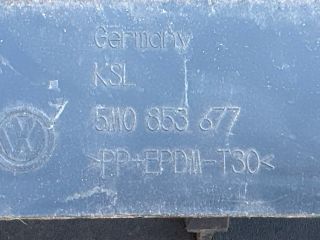 Germany
KSL
5M0 853 677
>PP+EPDM-T30<